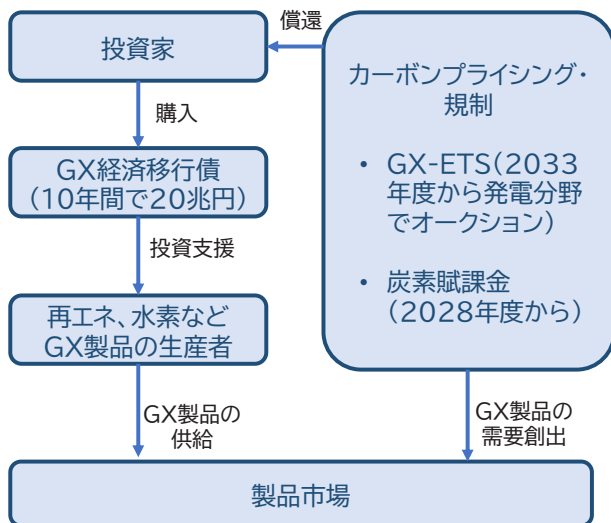 償還
投資家
購入
GX経済移行債
(10年間で20兆円)
投資支援
再エネ、水素など
GX製品の生産者
GX製品の
供給
カーボンプライシング・
規制
• GX-ETS(2033
年度から発電分野
でオークション)
• 炭素賦課金
(2028年度から)
GX製品の
需要創出
製品市場